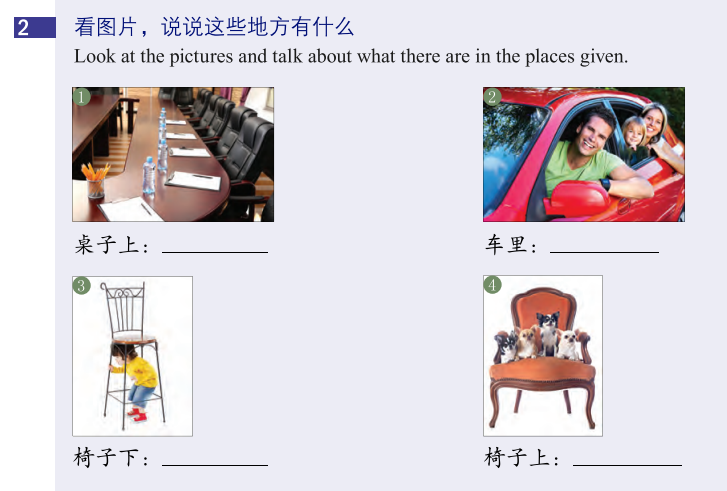 2 看图片，说说这些地方有什么
Look at the pictures and talk about what there are in the places given.
1
2
桌子上：
车里：
3
4
椅子下：
椅子上：